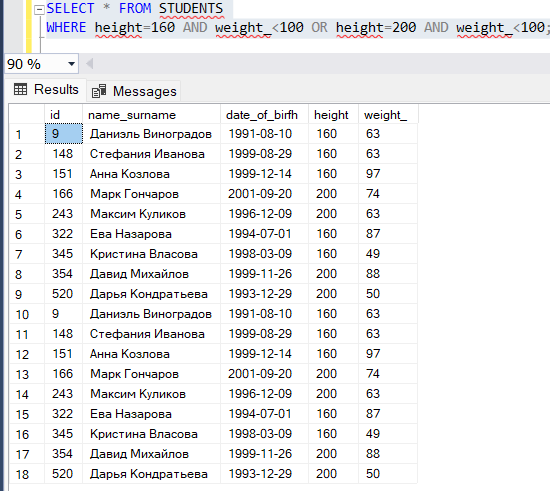 SELECT * FROM STUDENTS
WHERE height=160 AND weight_<100 OR height=200 AND weight_<100;
90 %
Results Messages
id name_surname date_of_birfh height weight_
1 9 Даниэль Виноградов 1991-08-10 160 63
2 148 Стефания Иванова 1999-08-29 160 63
3 151 Анна Козлова 1999-12-14 160 97
4 166 Марк Гончаров 2001-09-20 200 74
5 243 Максим Куликов 1996-12-09 200 63
6 322 Ева Назарова 1994-07-01 160 87
7 345 Кристина Власова 1998-03-09 160 49
8 354 Давид Михайлов 1999-11-26 200 88
9 520 Дарья Кондратьева 1993-12-29 200 50
10 9 Даниэль Виноградов 1991-08-10 160 63
11 148 Стефания Иванова 1999-08-29 160 63
12 151 Анна Козлова 1999-12-14 160 97
13 166 Марк Гончаров 2001-09-20 200 74
14 243 Максим Куликов 1996-12-09 200 63
15 322 Ева Назарова 1994-07-01 160 87
16 345 Кристина Власова 1998-03-09 160 49
17 354 Давид Михайлов 1999-11-26 200 88
18 520 Дарья Кондратьева 1993-12-29 200 50